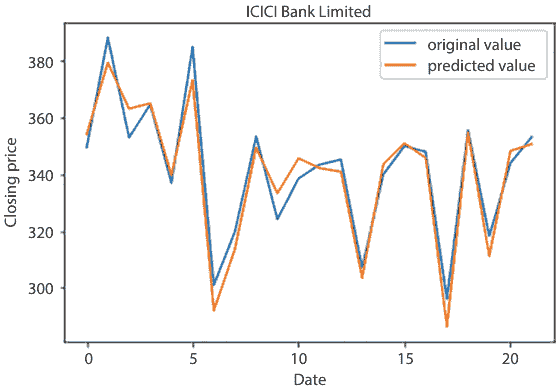 ICICI Bank Limited
original value
predicted value
Closing price
380
360
340
320
300
0 5 10 15 20
Date